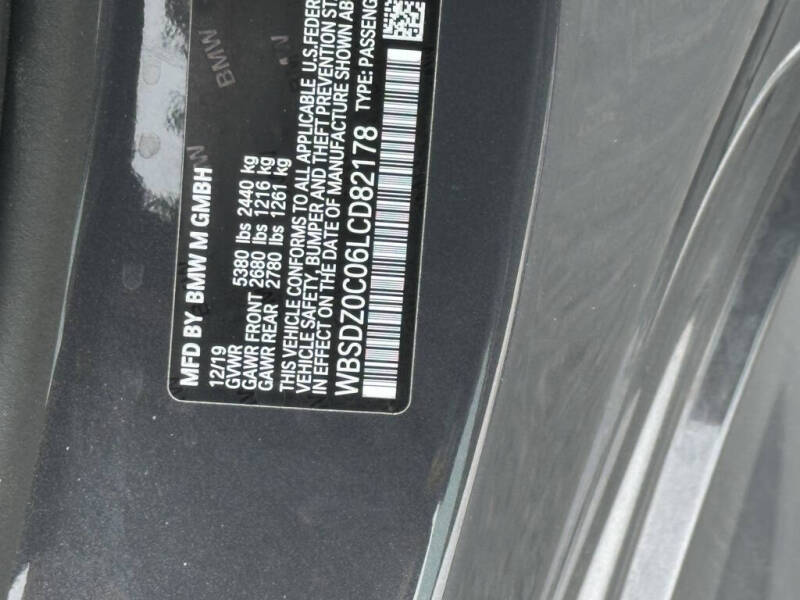 MFD BY BMW M GMBH
12/19
GVWR 5380 lbs 2440 kg
GAWR FRONT 2680 lbs 1216 kg
GAWR REAR 2780 lbs 1261 kg
THIS VEHICLE CONFORMS TO ALL APPLICABLE U.S.FEDER
VEHICLE SAFETY, BUMPER AND THEFT PREVENTION ST
IN EFFECT ON THE DATE OF MANUFACTURE SHOWN AB
WBSDZ0C06LCD82178 TYPE: PASSENG
BMW